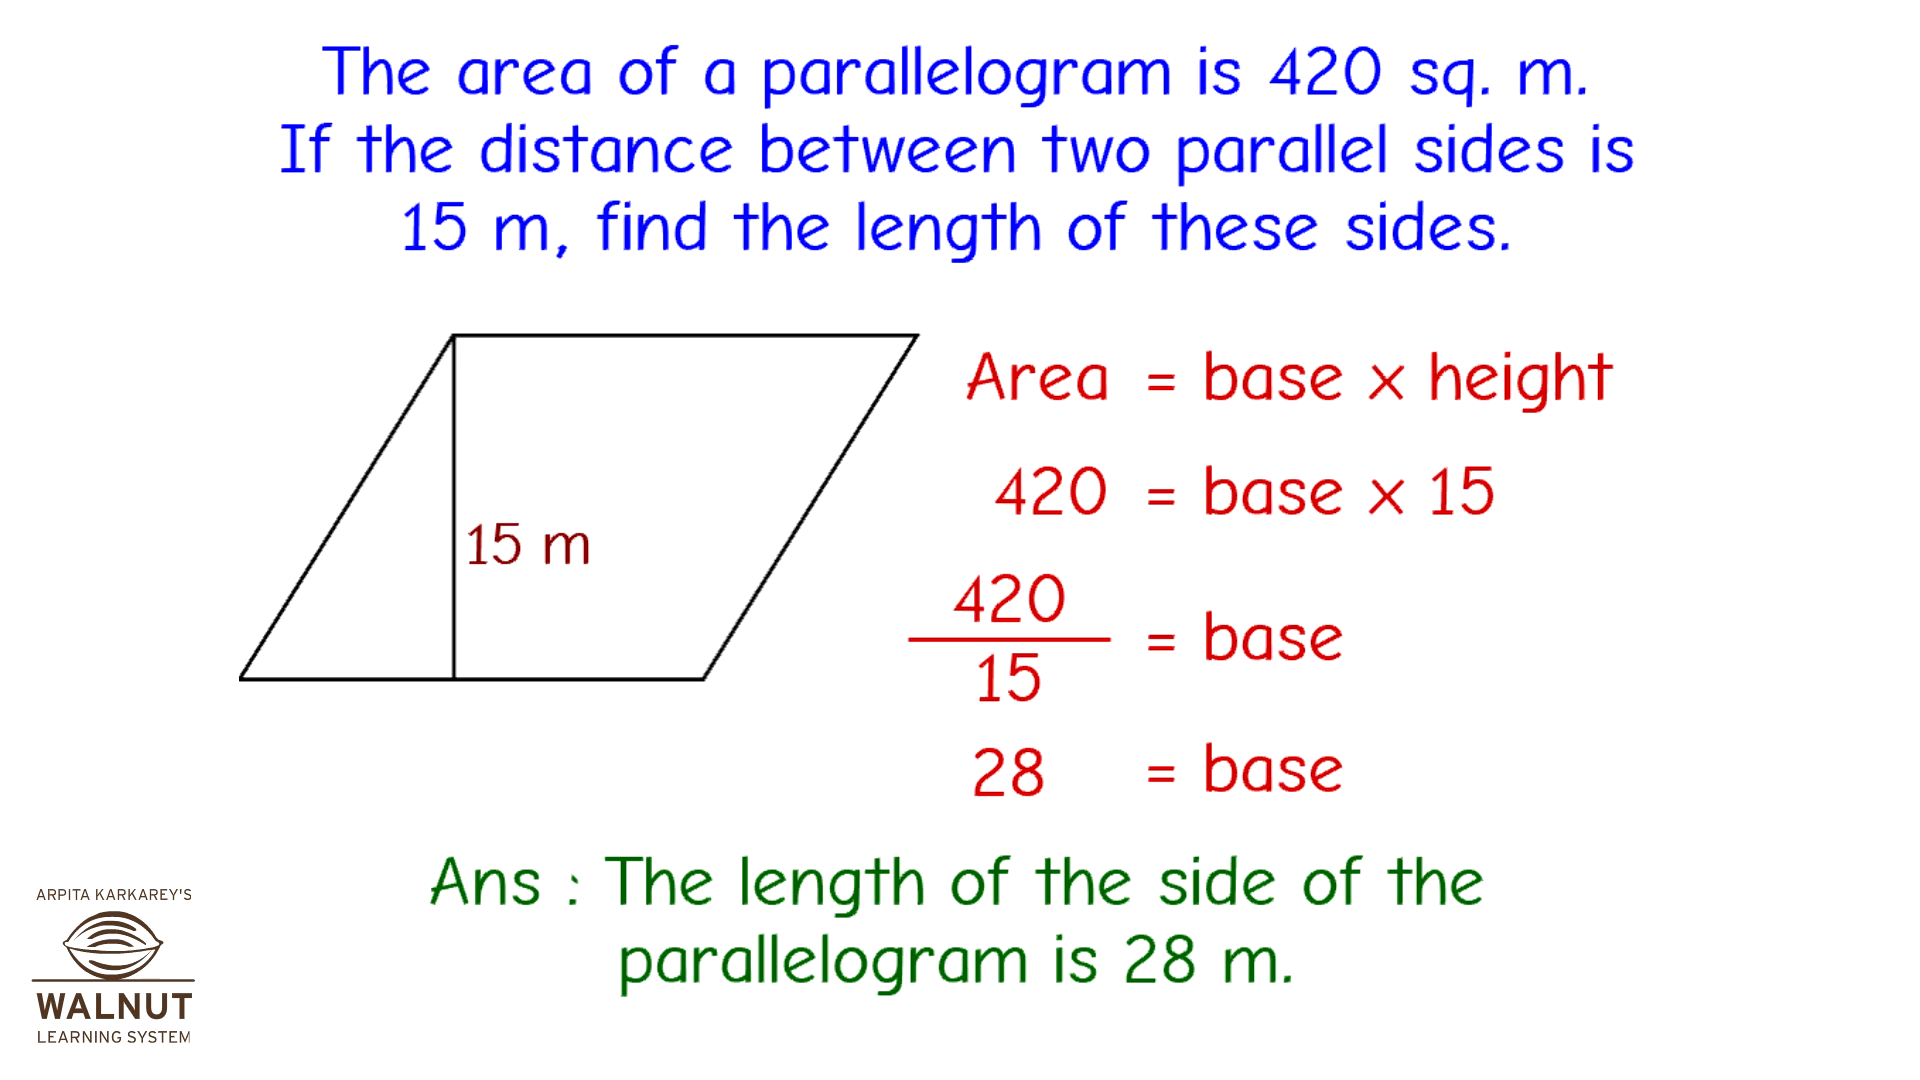 The area of a parallelogram is 420 sq. m.
If the distance between two parallel sides is
15 m, find the length of these sides.
15 m
Area = base x height
420 = base x 15
420
15
= base
28 = base
Ans : The length of the side of the
parallelogram is 28 m.
ARPITA KARKAREY'S
WALNUT
LEARNING SYSTEM